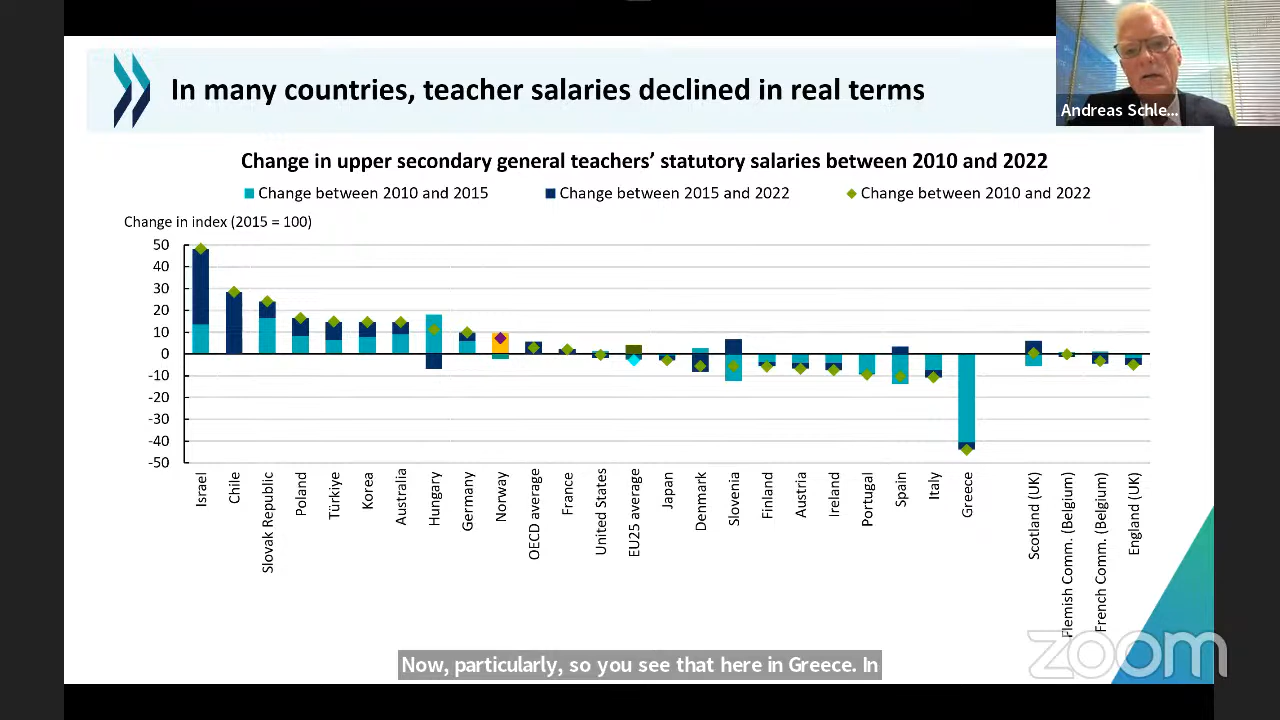 In many countries, teacher salaries declined in real terms
Andreas Schle...
Change in upper secondary general teachers' statutory salaries between 2010 and 2022
Change between 2010 and 2015
Change between 2015 and 2022
Change between 2010 and 2022
Change in index (2015 = 100)
50
40
30
20
10
0
-10
-20
-30
-40
-50
Israel
Chile
Slovak Republic
Poland
Türkiye
Korea
Australia
Hungary
Germany
Norway
OECD average
France
United States
EU25 average
Japan
Denmark
Slovenia
Finland
Austria
Ireland
Portugal
Spain
Italy
Greece
Scotland (UK)
Flemish Comm. (Belgium)
French Comm. (Belgium)
England (UK)
zoom
Now, particularly, so you see that here in Greece. In